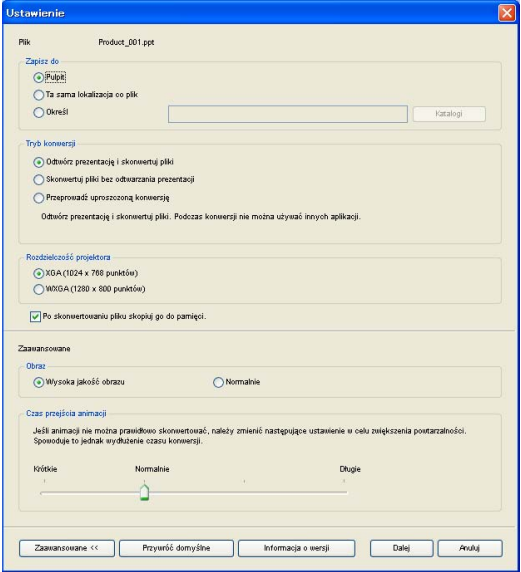 Ustawienie
Plik Product_001.ppt
Zapisz do
Pulpit
Ta sama lokalizacja co plik
Określ Katalogi
Tryb konwersji
Odtwórz prezentację i skonwertuj pliki
Skonwertuj pliki bez odtwarzania prezentacji
Przeprowadź uproszczoną konwersję
Odtwórz prezentację i skonwertuj pliki. Podczas konwersji nie można używać innych aplikacji.
Rozdzielczość projektora
XGA (1024 x 768 punktów)
WXGA (1280 x 800 punktów)
Po skonwertowaniu pliku skopiuj go do pamięci.
Zaawansowane
Obraz
Wysoka jakość obrazu Normalnie
Czas przejścia animacji
Jeśli animacji nie można prawidłowo skonwertować, należy zmienić następujące ustawienie w celu zwiększenia powtarzalności.
Spowoduje to jednak wydłużenie czasu konwersji.
Krótkie Normalnie Długie
Zaawansowane << Przywróć domyślne Informacja o wersji Dalej Anuluj